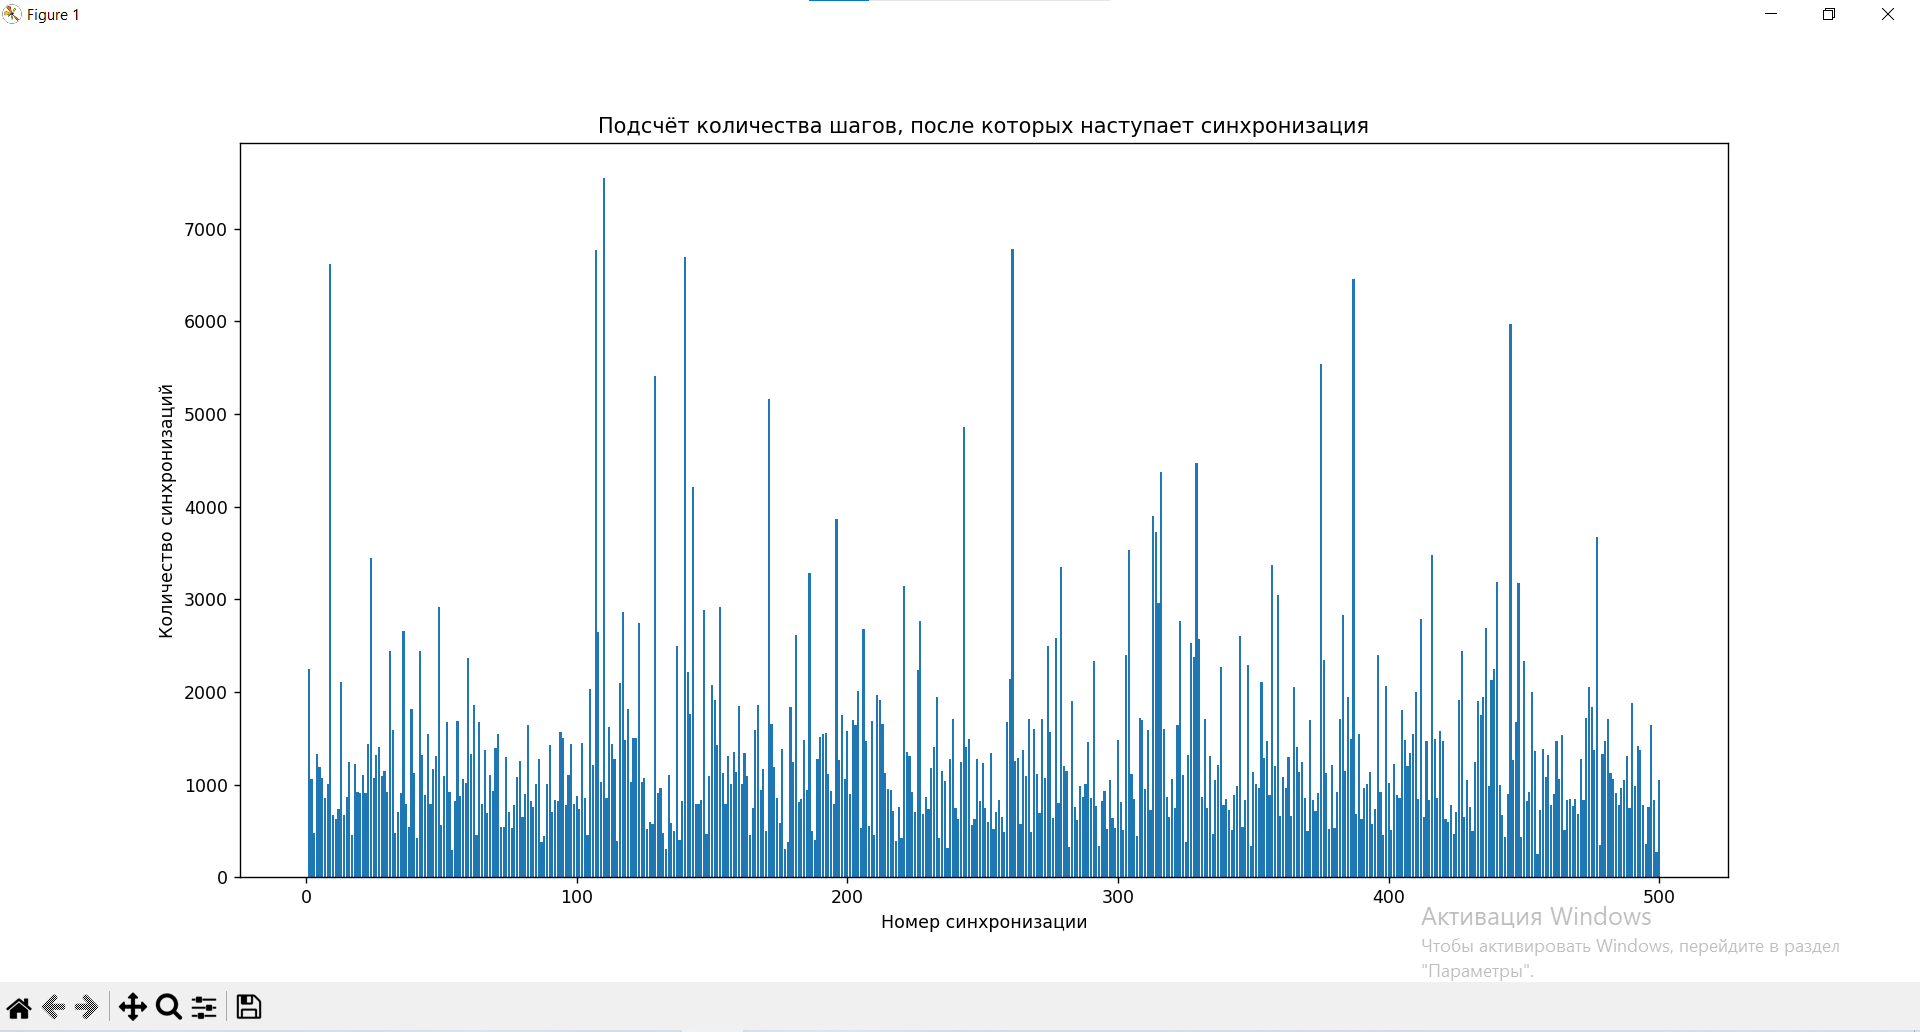 Figure 1
Подсчёт количества шагов, после которых наступает синхронизация
7000
6000
5000
4000
3000
2000
1000
0
Количество синхронизаций
0 100 200 300 400 500
Номер синхронизации
Активация Windows
Чтобы активировать Windows, перейдите в раздел
"Параметры".